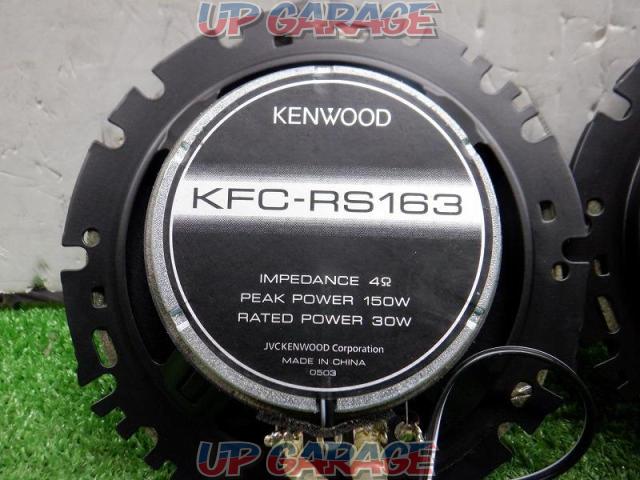 UP GARAGE
KENWOOD
KFC-RS163
IMPEDANCE 4Ω
PEAK POWER 150W
RATED POWER 30W
JVCKENWOOD Corporation
MADE IN CHINA
0503
UP GARAGE